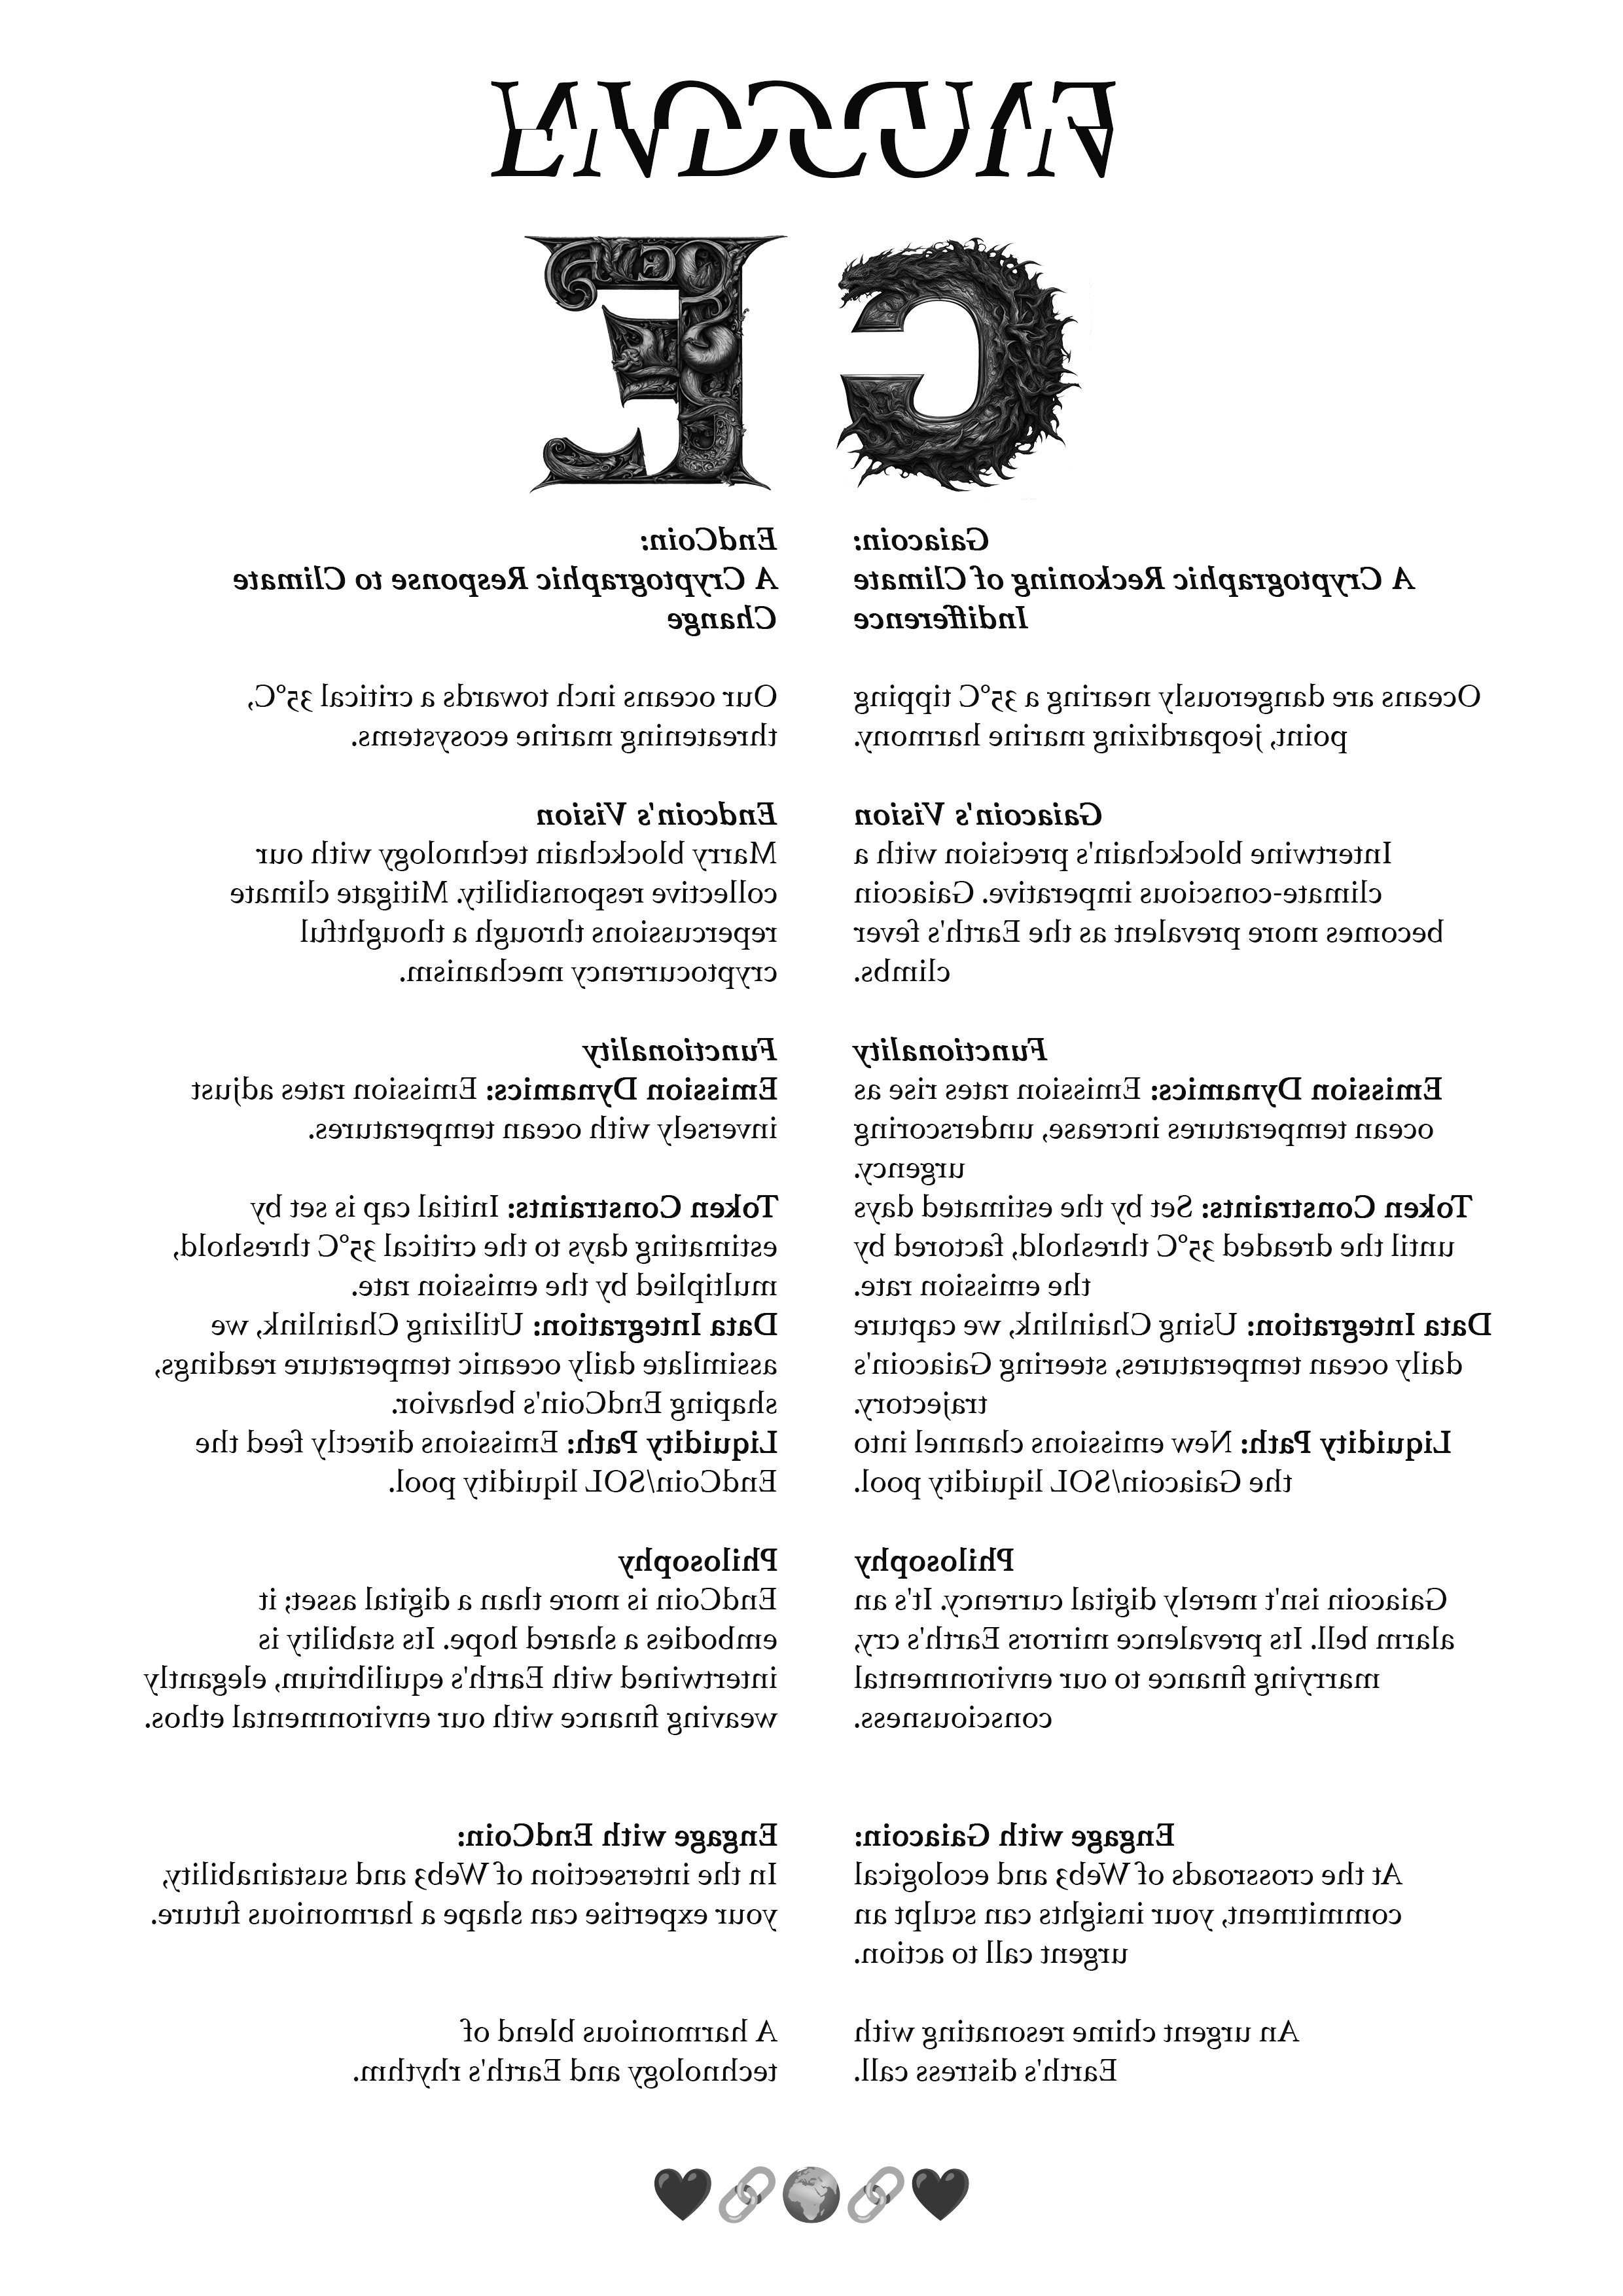 ENDCOIN
E G
EndCoin:
A Cryptographic Response to Climate
Change
Our oceans inch towards a critical 35°C,
threatening marine ecosystems.
Endcoin's Vision
Marry blockchain technology with our
collective responsibility. Mitigate climate
repercussions through a thoughtful
cryptocurrency mechanism.
Functionality
Emission Dynamics: Emission rates adjust
inversely with ocean temperatures.
Token Constraints: Initial cap is set by
estimating days to the critical 35°C threshold,
multiplied by the emission rate.
Data Integration: Utilizing Chainlink, we
assimilate daily oceanic temperature readings,
shaping EndCoin's behavior.
Liquidity Path: Emissions directly feed the
EndCoin/SOL liquidity pool.
Philosophy
EndCoin is more than a digital asset; it
embodies a shared hope. Its stability is
intertwined with Earth's equilibrium, elegantly
weaving finance with our environmental ethos.
Engage with EndCoin:
In the intersection of Web3 and sustainability,
your expertise can shape a harmonious future.
A harmonious blend of
technology and Earth's rhythm.
Gaiacoin:
A Cryptographic Reckoning of Climate
Indifference
Oceans are dangerously nearing a 35°C tipping
point, jeopardizing marine harmony.
Gaiacoin's Vision
Intertwine blockchain's precision with a
climate-conscious imperative. Gaiacoin
becomes more prevalent as the Earth's fever
climbs.
Functionality
Emission Dynamics: Emission rates rise as
ocean temperatures increase, underscoring
urgency.
Token Constraints: Set by the estimated days
until the dreaded 35°C threshold, factored by
the emission rate.
Data Integration: Using Chainlink, we capture
daily ocean temperatures, steering Gaiacoin's
trajectory.
Liquidity Path: New emissions channel into
the Gaiacoin/SOL liquidity pool.
Philosophy
Gaiacoin isn't merely digital currency. It's an
alarm bell. Its prevalence mirrors Earth's cry,
marrying finance to our environmental
consciousness.
Engage with Gaiacoin:
At the crossroads of Web3 and ecological
commitment, your insights can sculpt an
urgent call to action.
An urgent chime resonating with
Earth's distress call.